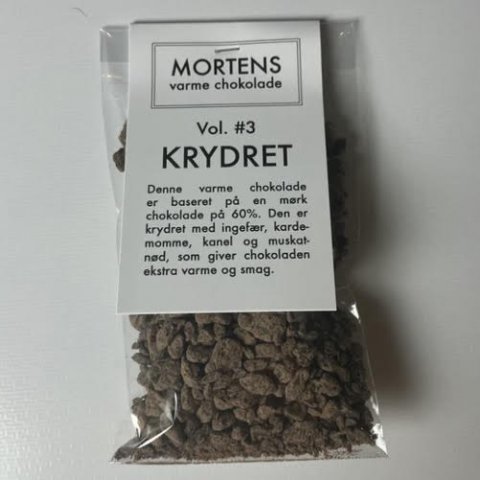 MORTENS
varme chokolade
Vol. #3
KRYDRET
Denne varme chokolade
er baseret på en mørk
chokolade på 60%. Den er
krydret med ingefær, karde-
momme, kanel og muskat-
nød, som giver chokoladen
ekstra varme og smag.